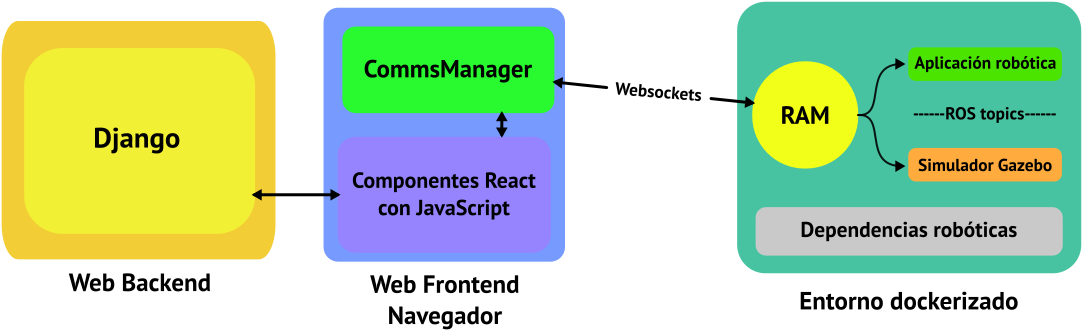 Django
Web Backend
CommsManager
Componentes React
con JavaScript
Web Frontend
Navegador
Websockets
RAM
Aplicación robótica
------ROS topics------
Simulador Gazebo
Dependencias robóticas
Entorno dockerizado